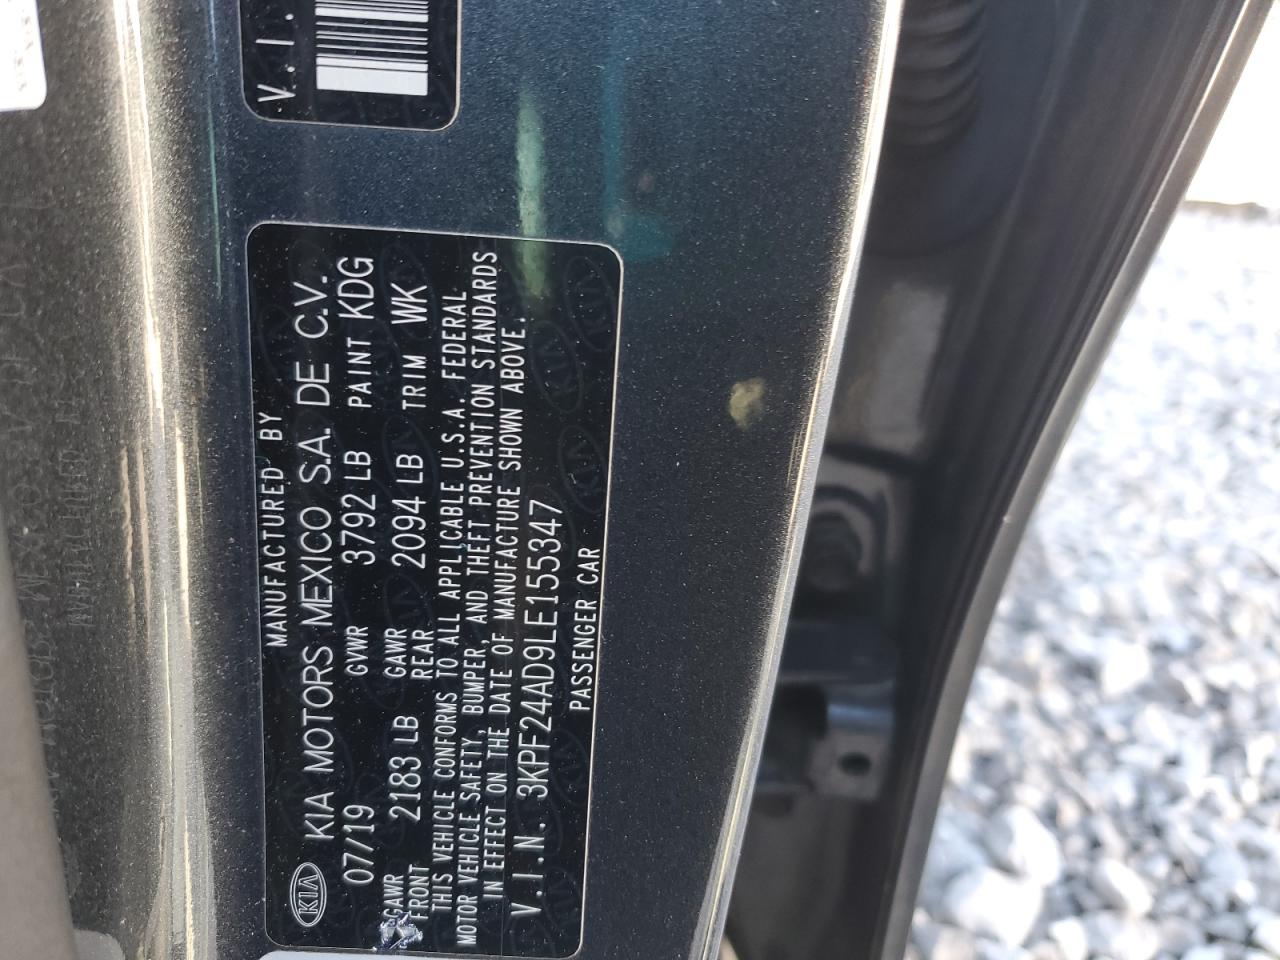 V.I.
MANUFACTURED BY
KIA KIA MOTORS MEXICO S.A. DE C.V.
07/19 GVWR 3792 LB PAINT KDG
GAWR FRONT 2183 LB GAWR REAR 2094 LB TRIM WK
THIS VEHICLE CONFORMS TO ALL APPLICABLE U.S.A. FEDERAL
MOTOR VEHICLE SAFETY, BUMPER, AND THEFT PREVENTION STANDARDS
IN EFFECT ON THE DATE OF MANUFACTURE SHOWN ABOVE.
V.I.N. 3KPF24AD9LE155347
PASSENGER CAR